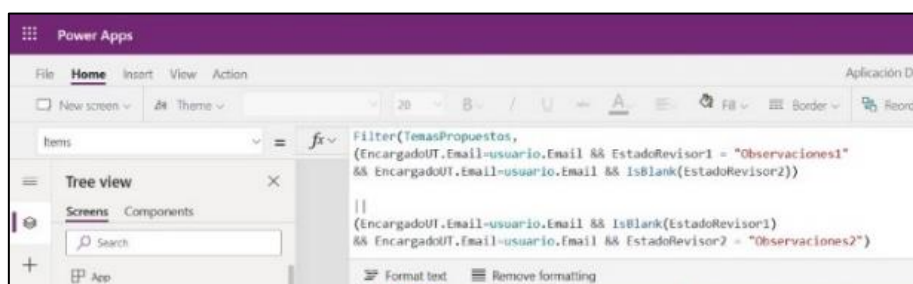 Power Apps
File Home Insert View Action Aplicación D
New screen Theme 20 B / U abc A Fill Border Reord
Items = fx Filter(TemasPropuestos,
(EncargadoUT.Email=usuario.Email && EstadoRevisor1 = "Observaciones1"
&& EncargadoUT.Email=usuario.Email && IsBlank(EstadoRevisor2))
||
(EncargadoUT.Email=usuario.Email && IsBlank(EstadoRevisor1)
&& EncargadoUT.Email=usuario.Email && EstadoRevisor2 = "Observaciones2")
Tree view
Screens Components
Search
App
Format text Remove formatting